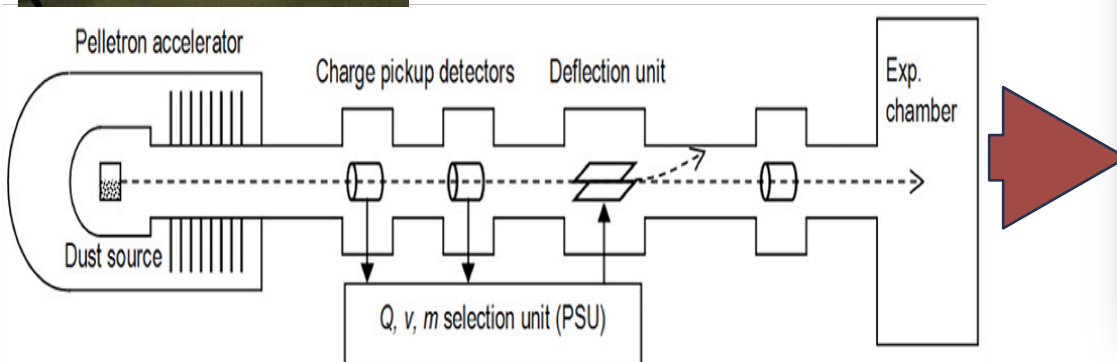 Pelletron accelerator
Charge pickup detectors
Deflection unit
Exp.
chamber
Dust source
Q, v, m selection unit (PSU)